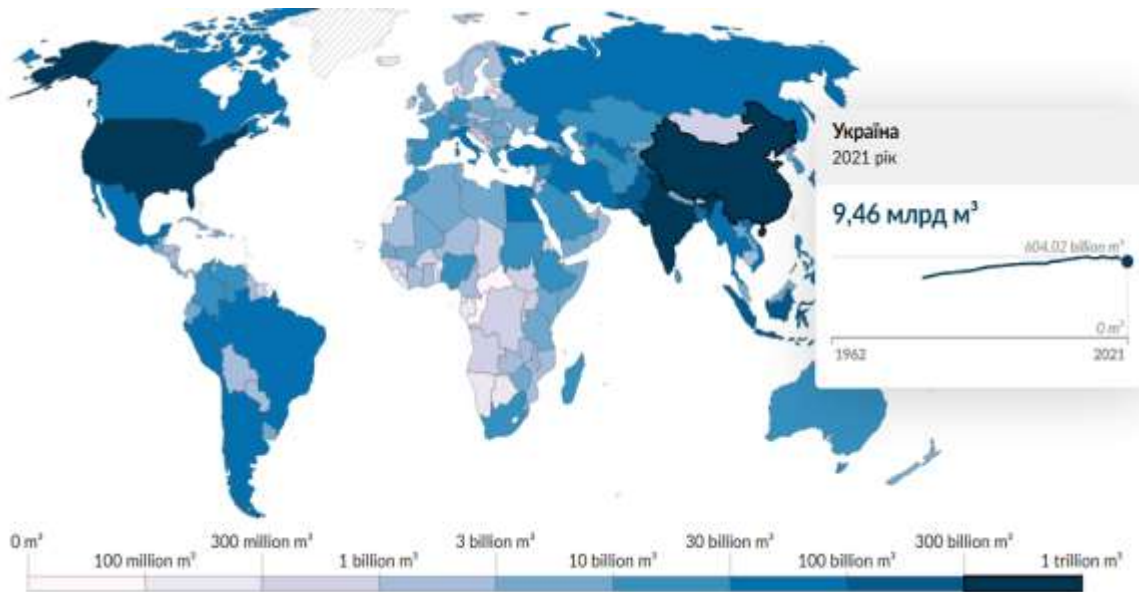 Україна
2021 рік
9,46 млрд м³
604.02 billion m³
0 m³
1962 2021
0 m³ 300 million m³ 3 billion m³ 30 billion m³ 300 billion m³
100 million m³ 1 billion m³ 10 billion m³ 100 billion m³ 1 trillion m³